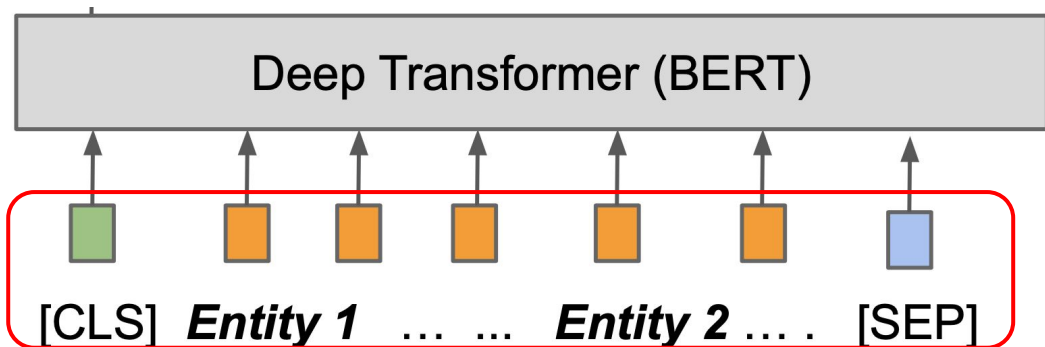 Deep Transformer (BERT)
[CLS] Entity 1 … ... Entity 2 … . [SEP]